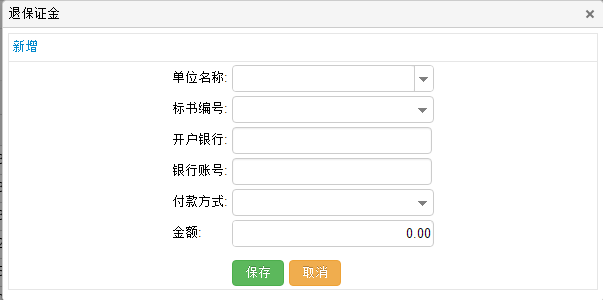 退保证金 ×
新增
单位名称:
标书编号:
开户银行:
银行账号:
付款方式:
金额: 0.00
保存 取消